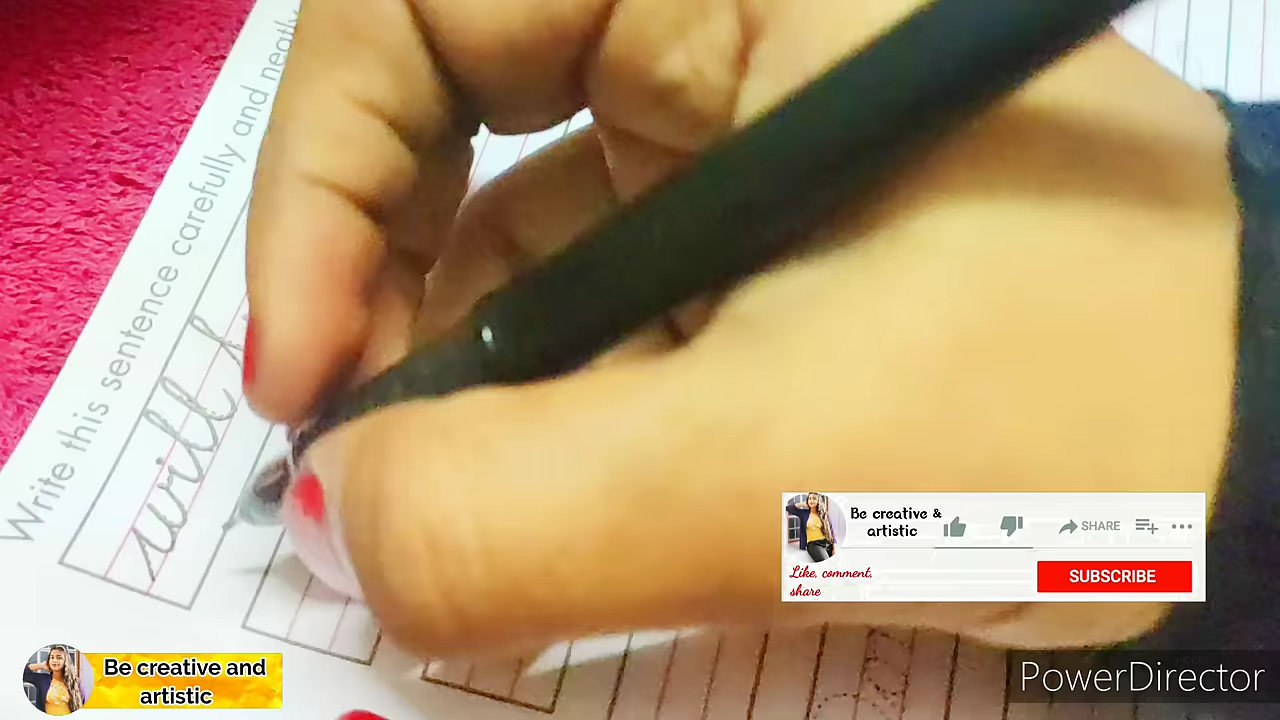 Write this sentence carefully and neatly
will
Be creative &
artistic
SHARE
Like, comment,
share
SUBSCRIBE
Be creative and
artistic
PowerDirector